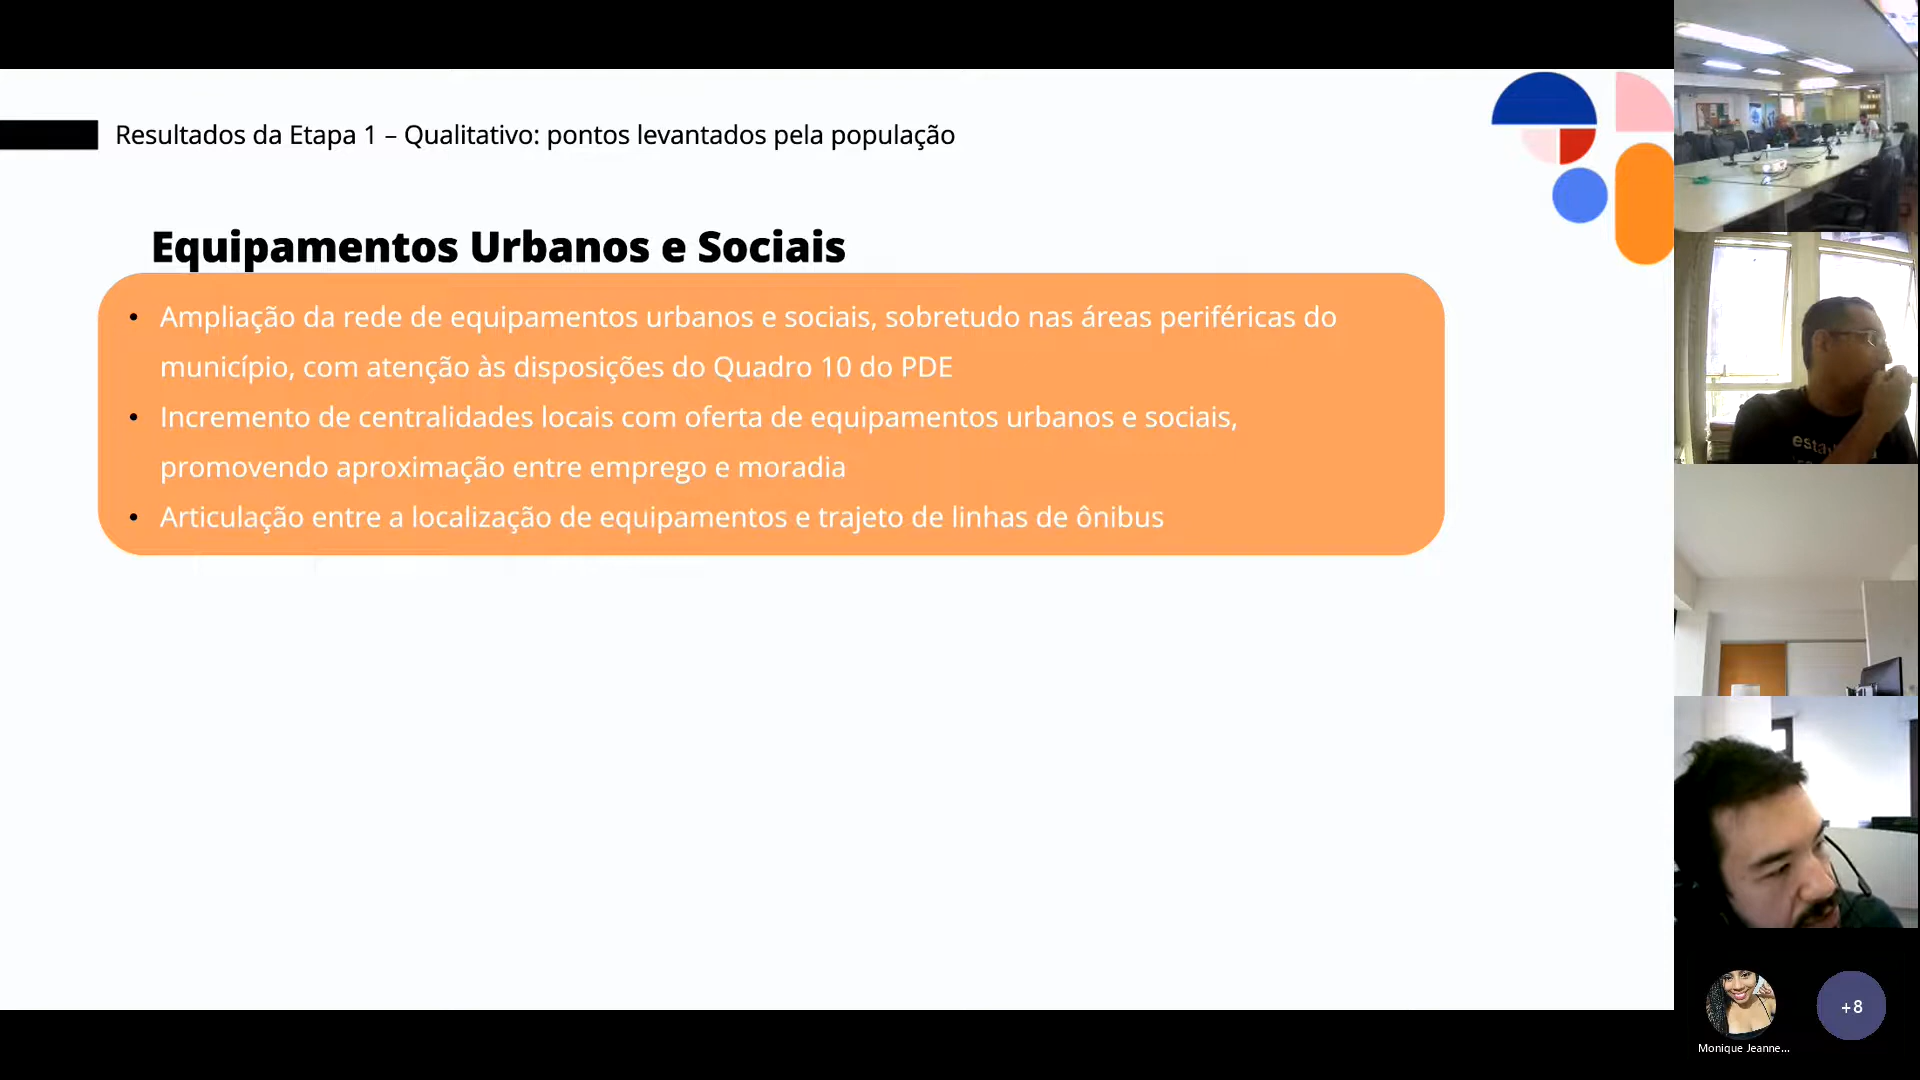 Resultados da Etapa 1 – Qualitativo: pontos levantados pela população
Equipamentos Urbanos e Sociais
• Ampliação da rede de equipamentos urbanos e sociais, sobretudo nas áreas periféricas do
município, com atenção às disposições do Quadro 10 do PDE
• Incremento de centralidades locais com oferta de equipamentos urbanos e sociais,
promovendo aproximação entre emprego e moradia
• Articulação entre a localização de equipamentos e trajeto de linhas de ônibus
+8
Monique Jeanne...